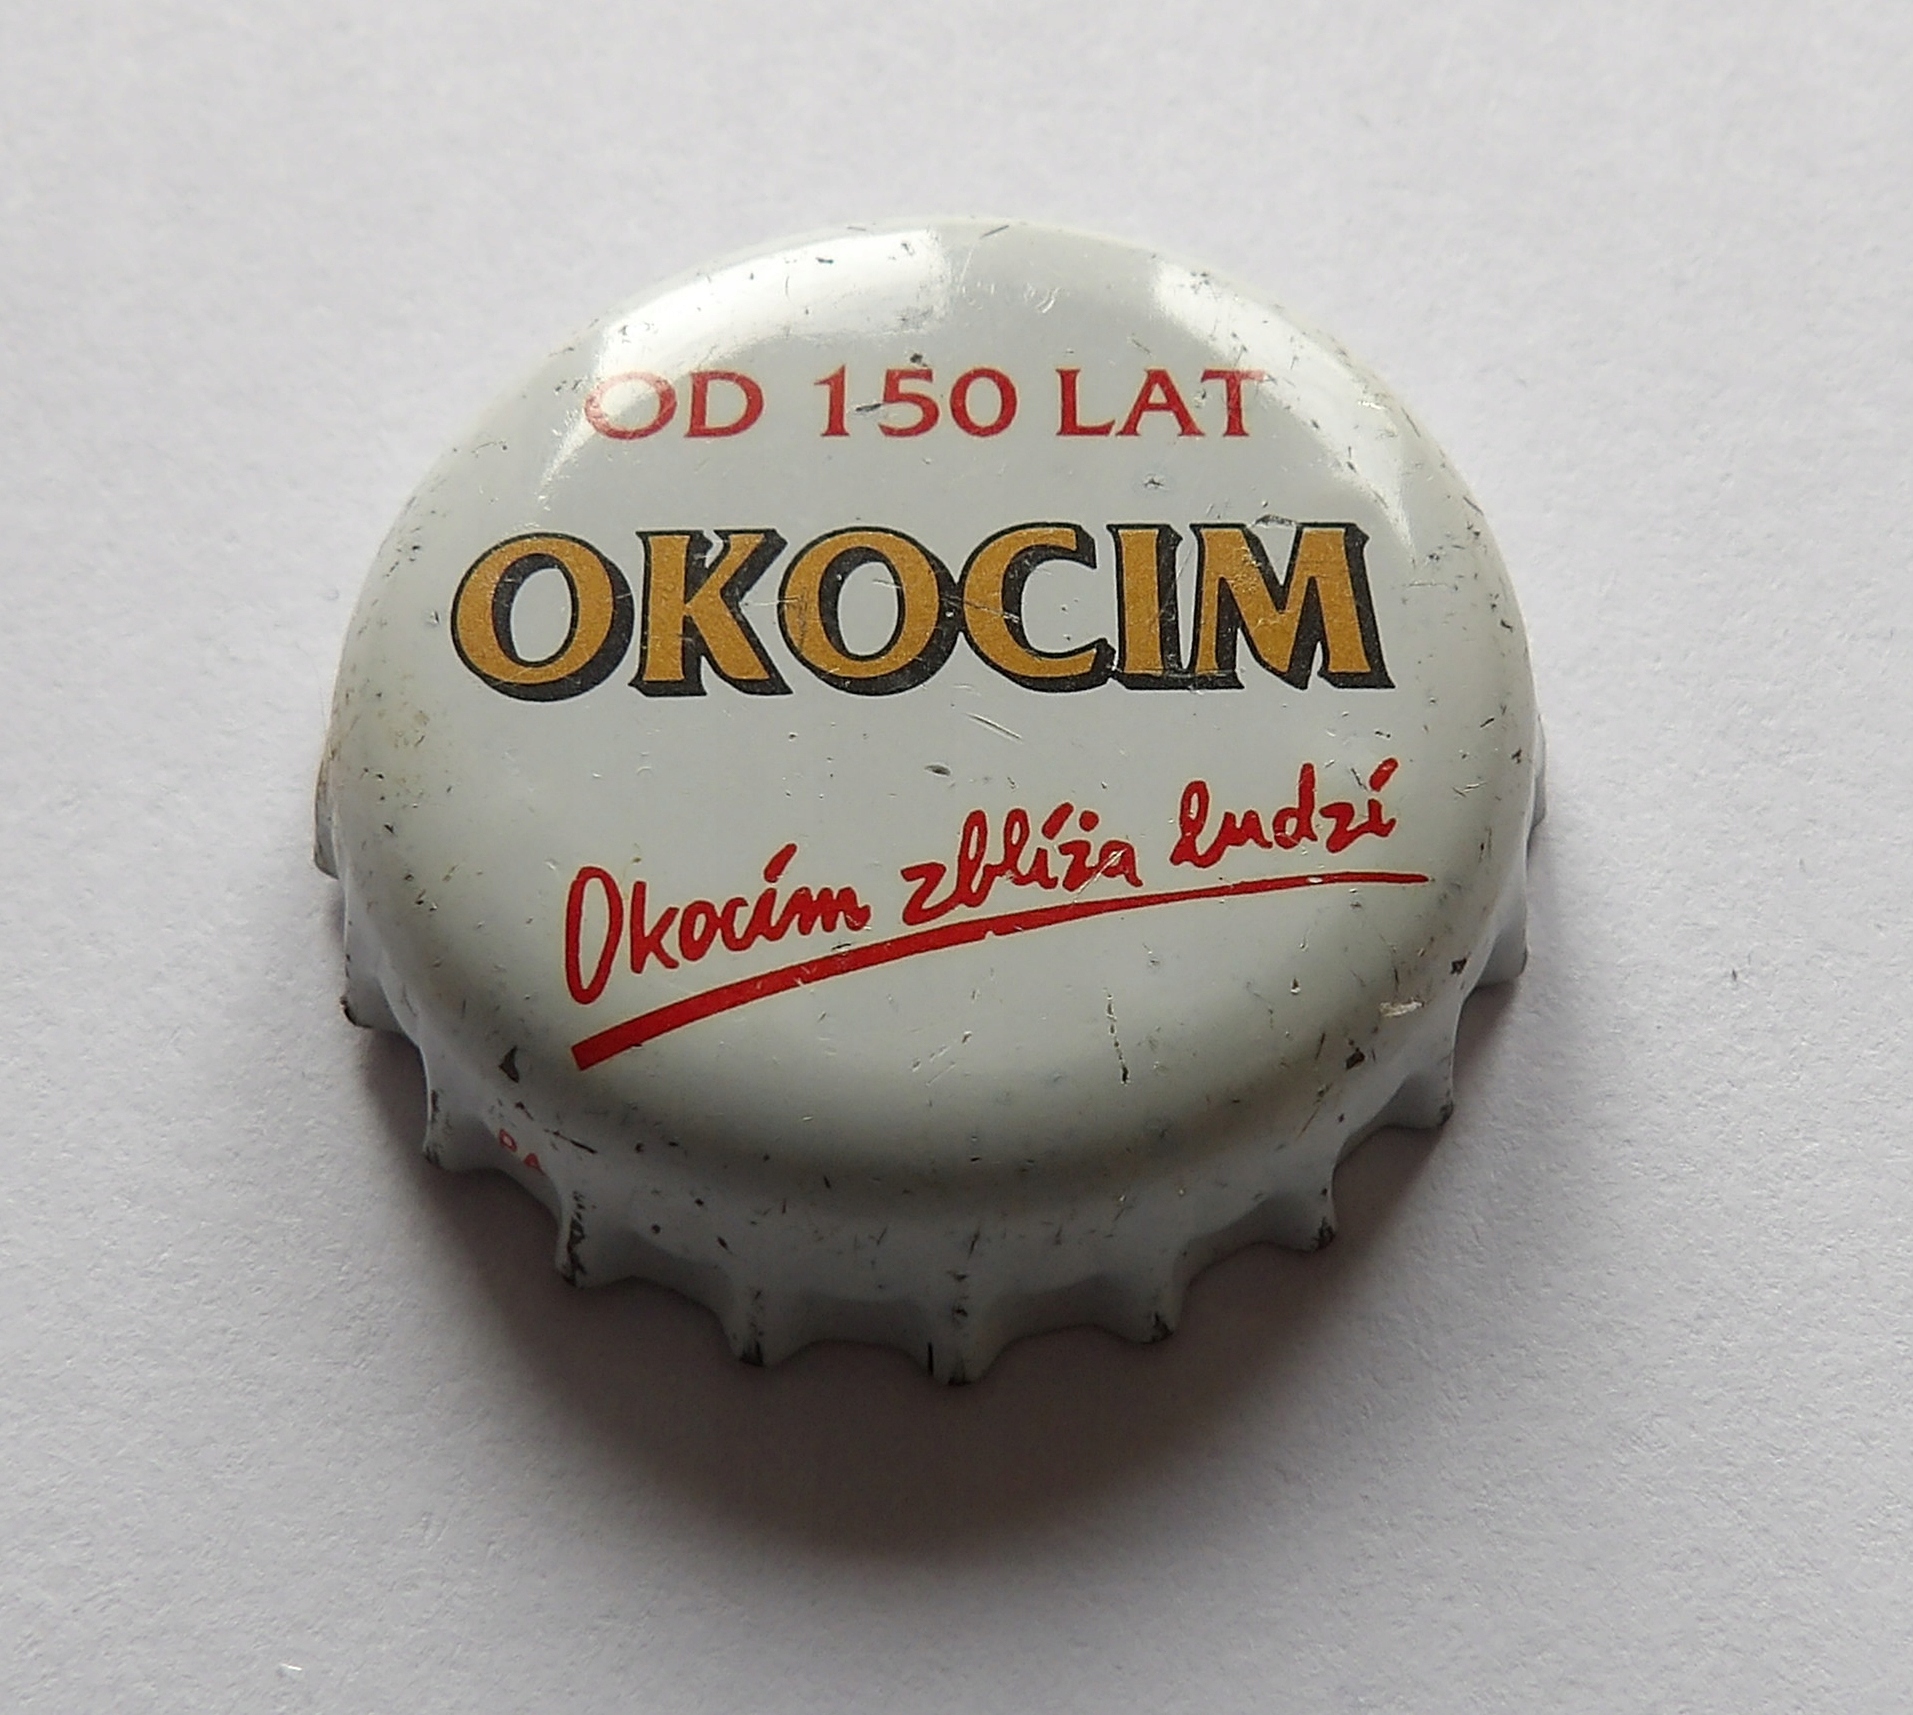 OD 150 LAT
OKOCIM
Okocim zbliża ludzi